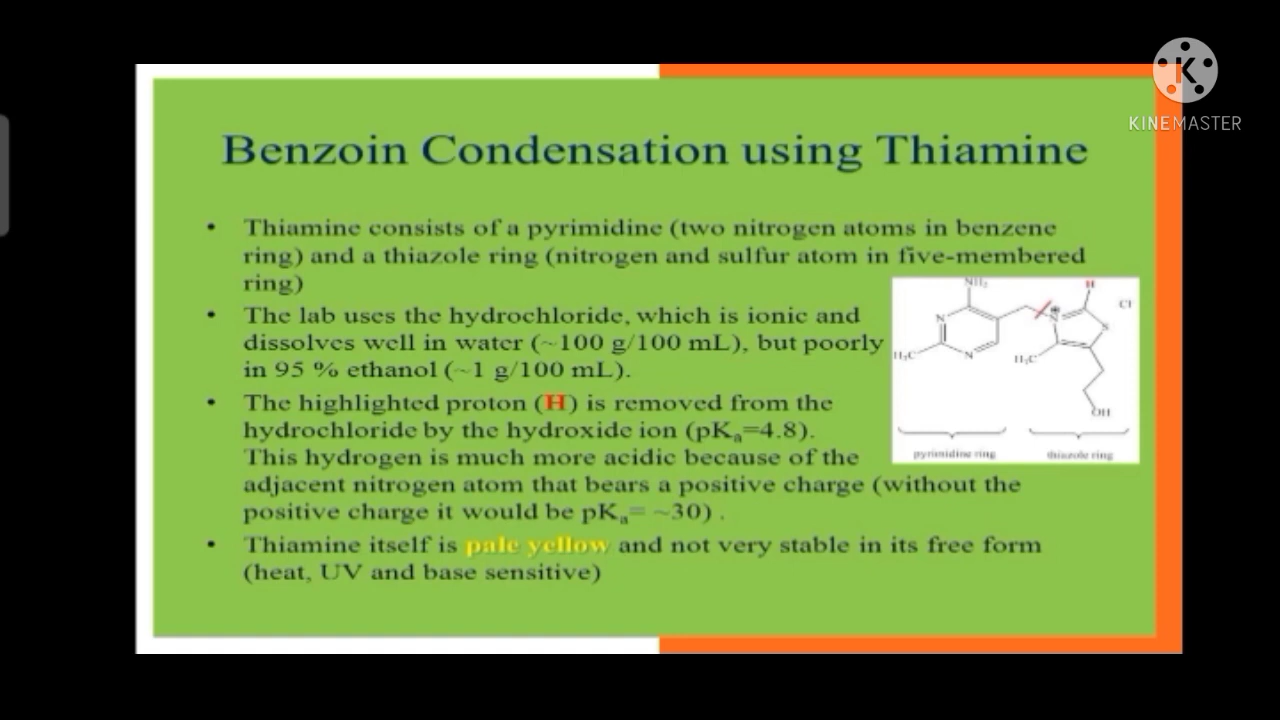 KINEMASTER
Benzoin Condensation using Thiamine
• Thiamine consists of a pyrimidine (two nitrogen atoms in benzene
ring) and a thiazole ring (nitrogen and sulfur atom in five-membered
ring)
• The lab uses the hydrochloride, which is ionic and
dissolves well in water (~100 g/100 mL), but poorly
in 95 % ethanol (~1 g/100 mL).
• The highlighted proton (H) is removed from the
hydrochloride by the hydroxide ion (pKₐ=4.8).
This hydrogen is much more acidic because of the
adjacent nitrogen atom that bears a positive charge (without the
positive charge it would be pKₐ= ~30) .
• Thiamine itself is pale yellow and not very stable in its free form
(heat, UV and base sensitive)
NH₂
H
Cl
N
N
S
H₃C
N
H₃C
OH
pyrimidine ring
thiazole ring